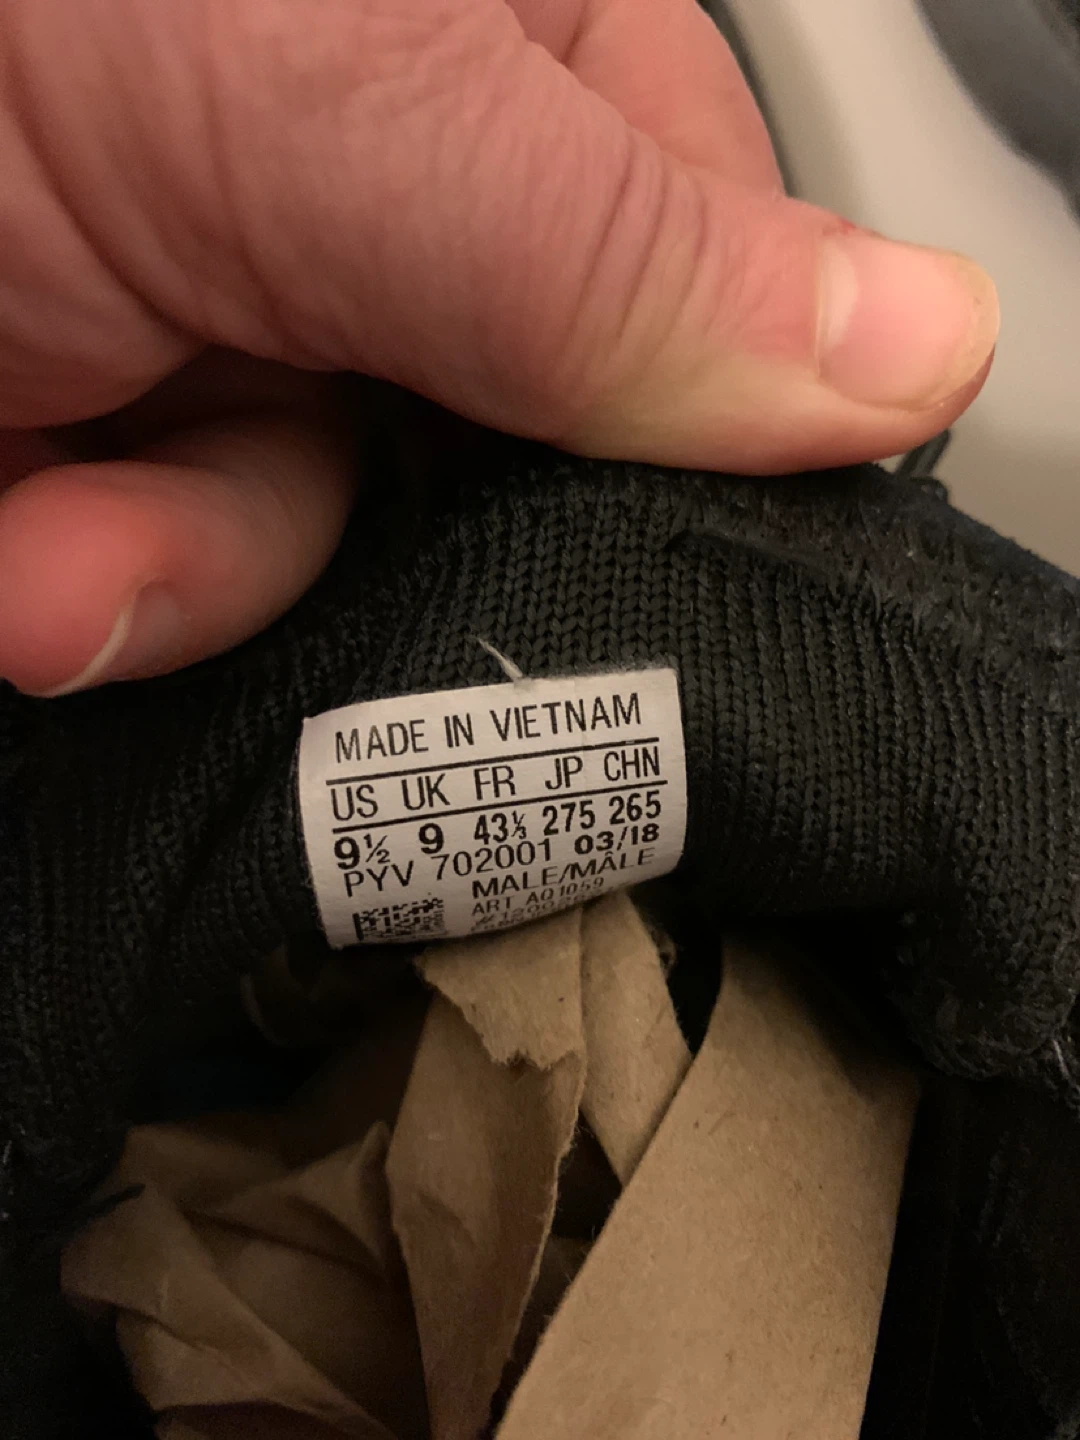 MADE IN VIETNAM
US UK FR JP CHN
9½ 9 43⅓ 275 265
PYV 702001 03/18
MALE/MÂLE
ART AQ1059